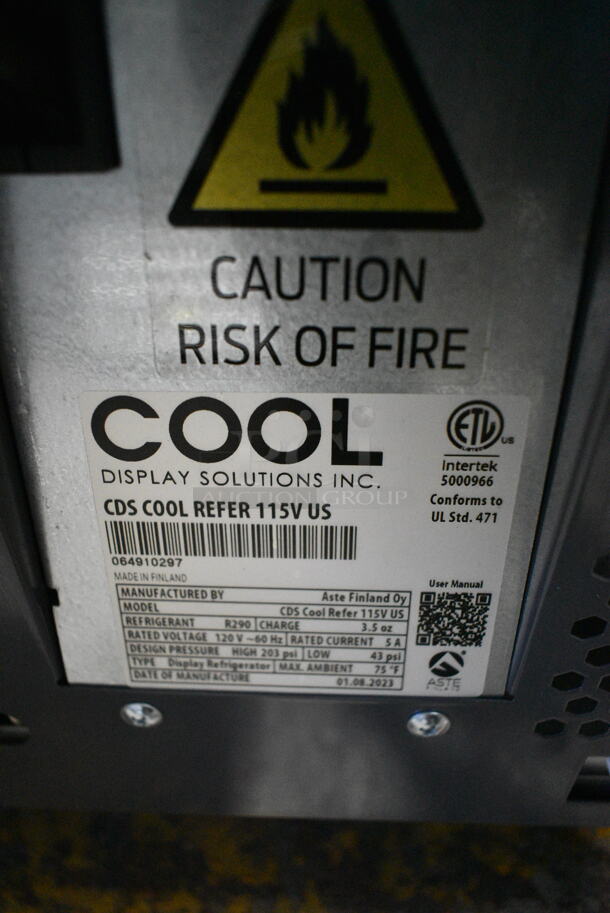 CAUTION
RISK OF FIRE
COOL
DISPLAY SOLUTIONS INC.
CDS COOL REFER 115V US
064910297
MADE IN FINLAND
ETL US
Intertek
5000966
Conforms to
UL Std. 471
User Manual
MANUFACTURED BY Aste Finland Oy
MODEL CDS Cool Refer 115V US
REFRIGERANT R290 CHARGE 3.5 oz
RATED VOLTAGE 120 V ~60 Hz RATED CURRENT 5 A
DESIGN PRESSURE HIGH 203 psi LOW 43 psi
TYPE Display Refrigerator MAX. AMBIENT 75 °F
DATE OF MANUFACTURE 01.08.2023
ASTE
FINLAND
AUCTION GROUP